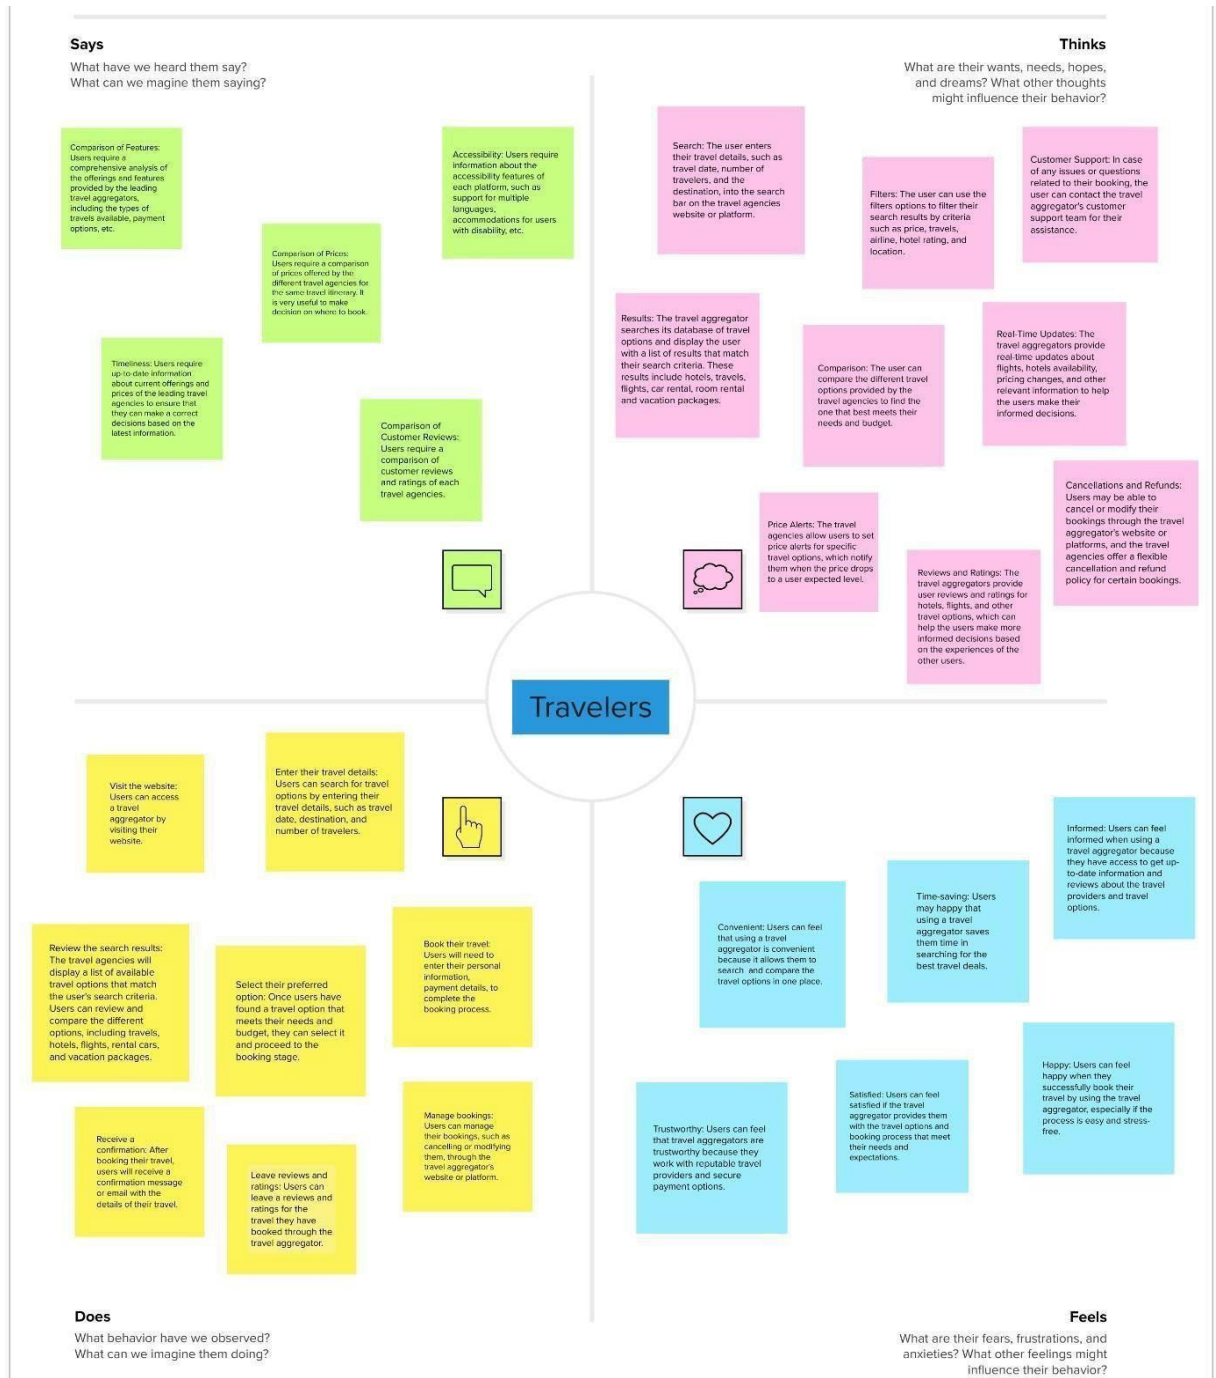 Says
What have we heard them say?
What can we magine them saying?
Thinks
What are their wants, needs, hopes,
and dreams? What other thoughts
might influence their behavior?
Comparison of Features:
Users require a
comprehensive analysis of
the offerings and features
provided by the leading
travel aggregators,
including the types of
travels available, payment
options, etc.
Accessibility: Users require
information about the
accessibility features of
each platform, such as
support for multiple
languages,
accommodations for users
with disability, etc.
Comparison of Prices:
Users require a comparison
of prices offered by the
different travel agencies for
the same travel itinerary. It
is very useful to make
decision on where to book.
Timeliness: Users require
up-to-date information
about current offerings and
prices of the leading travel
agencies to ensure that
they can make a correct
decisions based on the
latest information.
Comparison of
Customer Reviews:
Users require a
comparison of
customer reviews
and ratings of each
travel agencies.
Search: The user enters
their travel details, such as
travel date, number of
travelers, and the
destination, into the search
bar on the travel agencies
website or platform.
Filters: The user can use the
filters options to filter their
search results by criteria
such as price, travels,
airline, hotel rating, and
location.
Customer Support: In case
of any issues or questions
related to their booking, the
user can contact the travel
aggregator's customer
support team for their
assistance.
Results: The travel aggregator
searches its database of travel
options and display the user
with a list of results that match
their search criteria. These
results include hotels, travels,
flights, car rental, room rental
and vacation packages.
Comparison: The user can
compare the different travel
options provided by the
travel agencies to find the
one that best meets their
needs and budget.
Real-Time Updates: The
travel aggregators provide
real-time updates about
flights, hotels availability,
pricing changes, and other
relevant information to help
the users make their
informed decisions.
Price Alerts: The travel
agencies allow users to set
price alerts for specific
travel options, which notify
them when the price drops
to a user expected level.
Reviews and Ratings: The
travel aggregators provide
user reviews and ratings for
hotels, flights, and other
travel options, which can
help the users make more
informed decisions based
on the experiences of the
other users.
Cancellations and Refunds:
Users may be able to
cancel or modify their
bookings through the travel
aggregator's website or
platforms, and the travel
agencies offer a flexible
cancellation and refund
policy for certain bookings.
Travelers
Visit the website:
Users can access
a travel
aggregator by
visiting their
website.
Enter their travel details:
Users can search for travel
options by entering their
travel details, such as travel
date, destination, and
number of travelers.
Review the search results:
The travel agencies will
display a list of available
travel options that match
the user's search criteria.
Users can review and
compare the different
options, including travels,
hotels, flights, rental cars,
and vacation packages.
Select their preferred
option: Once users have
found a travel option that
meets their needs and
budget, they can select it
and proceed to the
booking stage.
Book their travel:
Users will need to
enter their personal
information,
payment details, to
complete the
booking process.
Receive a
confirmation: After
booking their travel,
users will receive a
confirmation message
or email with the
details of their travel.
Leave reviews and
ratings: Users can
leave a reviews and
ratings for the
travel they have
booked through the
travel aggregator.
Manage bookings:
Users can manage
their bookings, such as
cancelling or modifying
them, through the
travel aggregator's
website or platform.
Convenient: Users can feel
that using a travel
aggregator is convenient
because it allows them to
search and compare the
travel options in one place.
Time-saving: Users
may happy that
using a travel
aggregator saves
them time in
searching for the
best travel deals.
Informed: Users can feel
informed when using a
travel aggregator because
they have access to get up-
to-date information and
reviews about the travel
providers and travel
options.
Trustworthy: Users can feel
that travel aggregators are
trustworthy because they
work with reputable travel
providers and secure
payment options.
Satisfied: Users can feel
satisfied if the travel
aggregator provides them
with the travel options and
booking process that meet
their needs and
expectations.
Happy: Users can feel
happy when they
successfully book their
travel by using the travel
aggregator, especially if the
process is easy and stress-
free.
Does
What behavior have we observed?
What can we imagine them doing?
Feels
What are their fears, frustrations, and
anxieties? What other feelings might
influence their behavior?